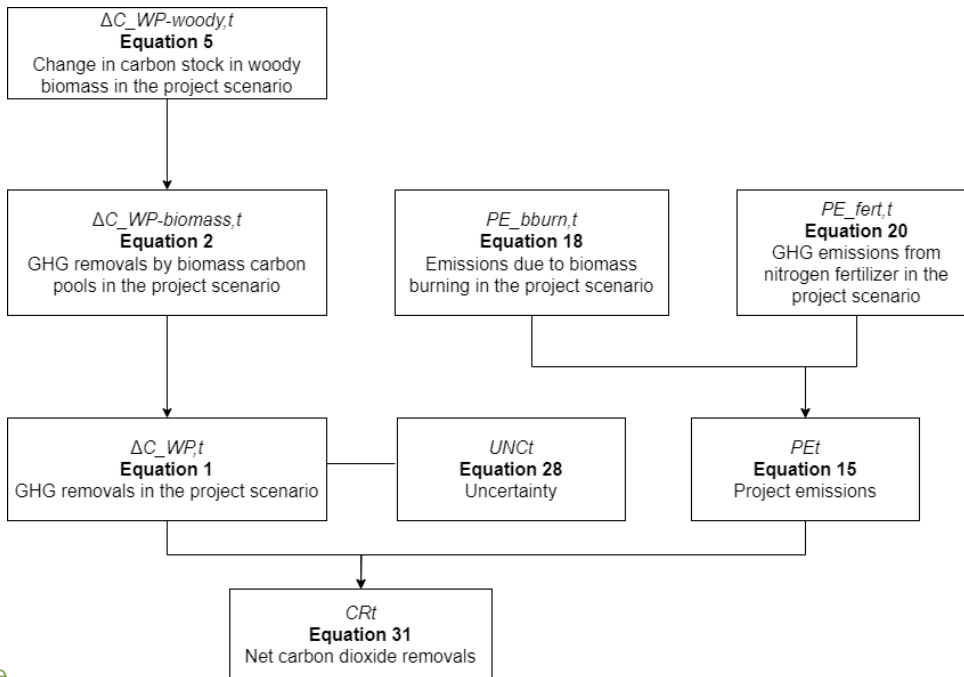 ΔC_WP-woody,t
Equation 5
Change in carbon stock in woody
biomass in the project scenario
ΔC_WP-biomass,t
Equation 2
GHG removals by biomass carbon
pools in the project scenario
PE_bburn,t
Equation 18
Emissions due to biomass
burning in the project scenario
PE_fert,t
Equation 20
GHG emissions from
nitrogen fertilizer in the
project scenario
ΔC_WP,t
Equation 1
GHG removals in the project scenario
UNCt
Equation 28
Uncertainty
PEt
Equation 15
Project emissions
CRt
Equation 31
Net carbon dioxide removals